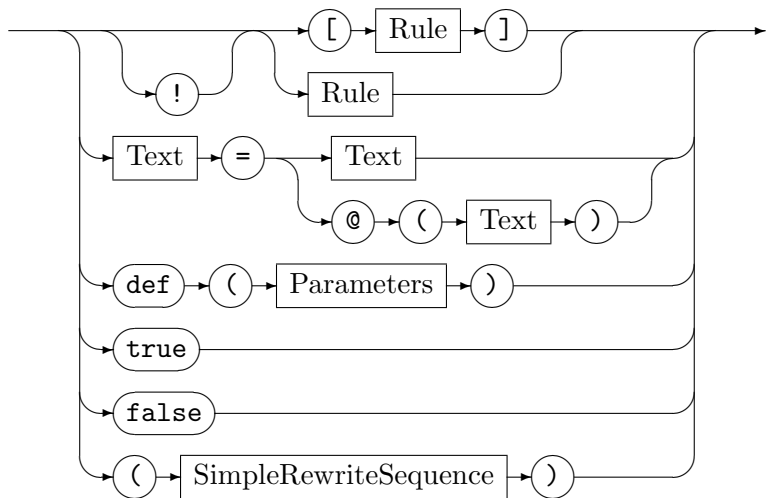 [ Rule ]
!
Rule
Text = Text
@ ( Text )
def ( Parameters )
true
false
( SimpleRewriteSequence )